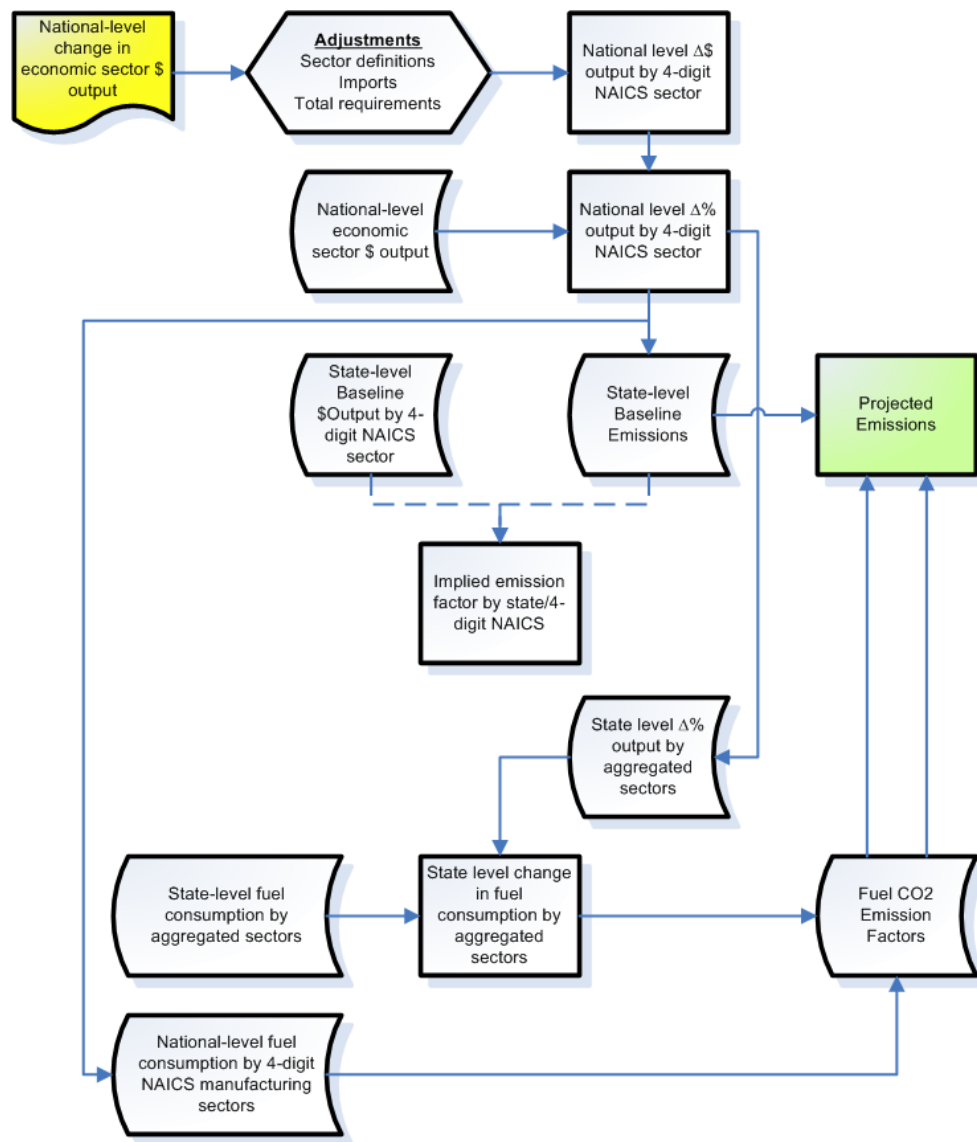 National-level
change in
economic sector $
output
Adjustments
Sector definitions
Imports
Total requirements
National level Δ$
output by 4-digit
NAICS sector
National-level
economic
sector $ output
National level Δ%
output by 4-digit
NAICS sector
State-level
Baseline
$Output by 4-
digit NAICS
sector
State-level
Baseline
Emissions
Projected
Emissions
Implied emission
factor by state/4-
digit NAICS
State level Δ%
output by
aggregated
sectors
State-level fuel
consumption by
aggregated sectors
State level change
in fuel
consumption by
aggregated
sectors
Fuel CO2
Emission
Factors
National-level fuel
consumption by 4-digit
NAICS manufacturing
sectors